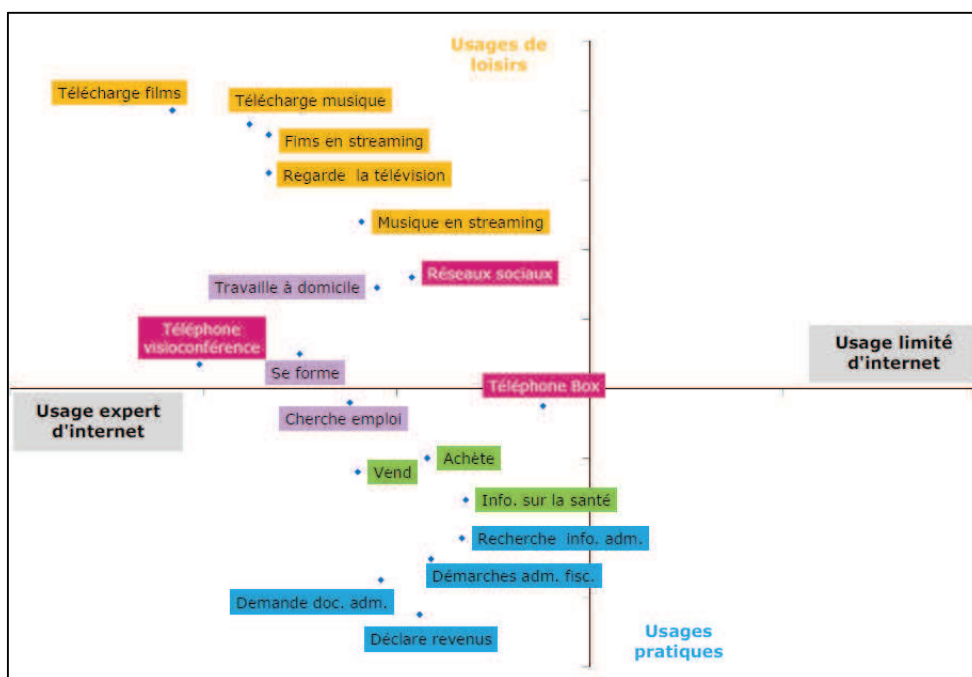 Usages de
loisirs
Télécharge films
Télécharge musique
Fims en streaming
Regarde la télévision
Musique en streaming
Réseaux sociaux
Travaille à domicile
Téléphone
visioconférence
Usage limité
d'internet
Se forme
Téléphone Box
Usage expert
d'internet
Cherche emploi
Achète
Vend
Info. sur la santé
Recherche info. adm.
Démarches adm. fisc.
Demande doc. adm.
Déclare revenus
Usages
pratiques